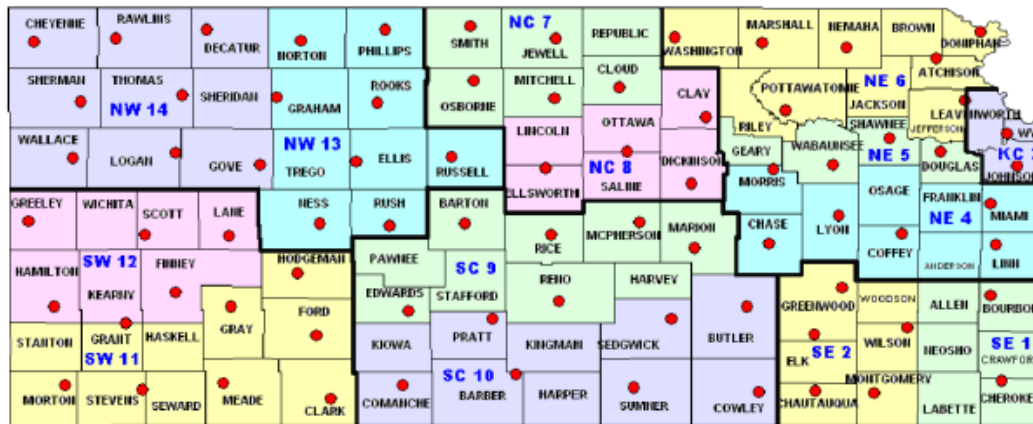 CHEYENNE
RAWLINS
DECATUR
NORTON
PHILLIPS
SMITH
NC 7
JEWELL
REPUBLIC
WASHINGTON
MARSHALL
NEMAHA
BROWN
DONIPHAN
SHERMAN
THOMAS
NW 14
SHERIDAN
GRAHAM
ROOKS
OSBORNE
MITCHELL
CLOUD
CLAY
POTTAWATOMIE
NE 6
JACKSON
ATCHISON
JEFFERSON
LEAVENWORTH
WALLACE
LOGAN
GOVE
NW 13
TREGO
ELLIS
RUSSELL
LINCOLN
OTTAWA
RILEY
GEARY
WABAUNSEE
SHAWNEE
NE 5
DOUGLAS
KC
JOHNSON
ELLSWORTH
NC 8
SALINE
DICKINSON
MORRIS
OSAGE
FRANKLIN
NE 4
MIAMI
GREELEY
WICHITA
SCOTT
LANE
NESS
RUSH
BARTON
RICE
MCPHERSON
MARION
CHASE
LYON
COFFEY
ANDERSON
LINN
HAMILTON
SW 12
KEARNY
FINNEY
HODGEMAN
PAWNEE
SC 9
STAFFORD
RENO
HARVEY
EDWARDS
GREENWOOD
WOODSON
ALLEN
BOURBON
STANTON
GRANT
SW 11
HASKELL
GRAY
FORD
KIOWA
PRATT
KINGMAN
SEDGWICK
BUTLER
ELK
SE 2
WILSON
NEOSHO
SE 1
CRAWFOR
MORTON
STEVENS
SEWARD
MEADE
CLARK
COMANCHE
SC 10
BARBER
HARPER
SUMNER
COWLEY
CHAUTAUQUA
MONTGOMERY
LABETTE
CHEROKE